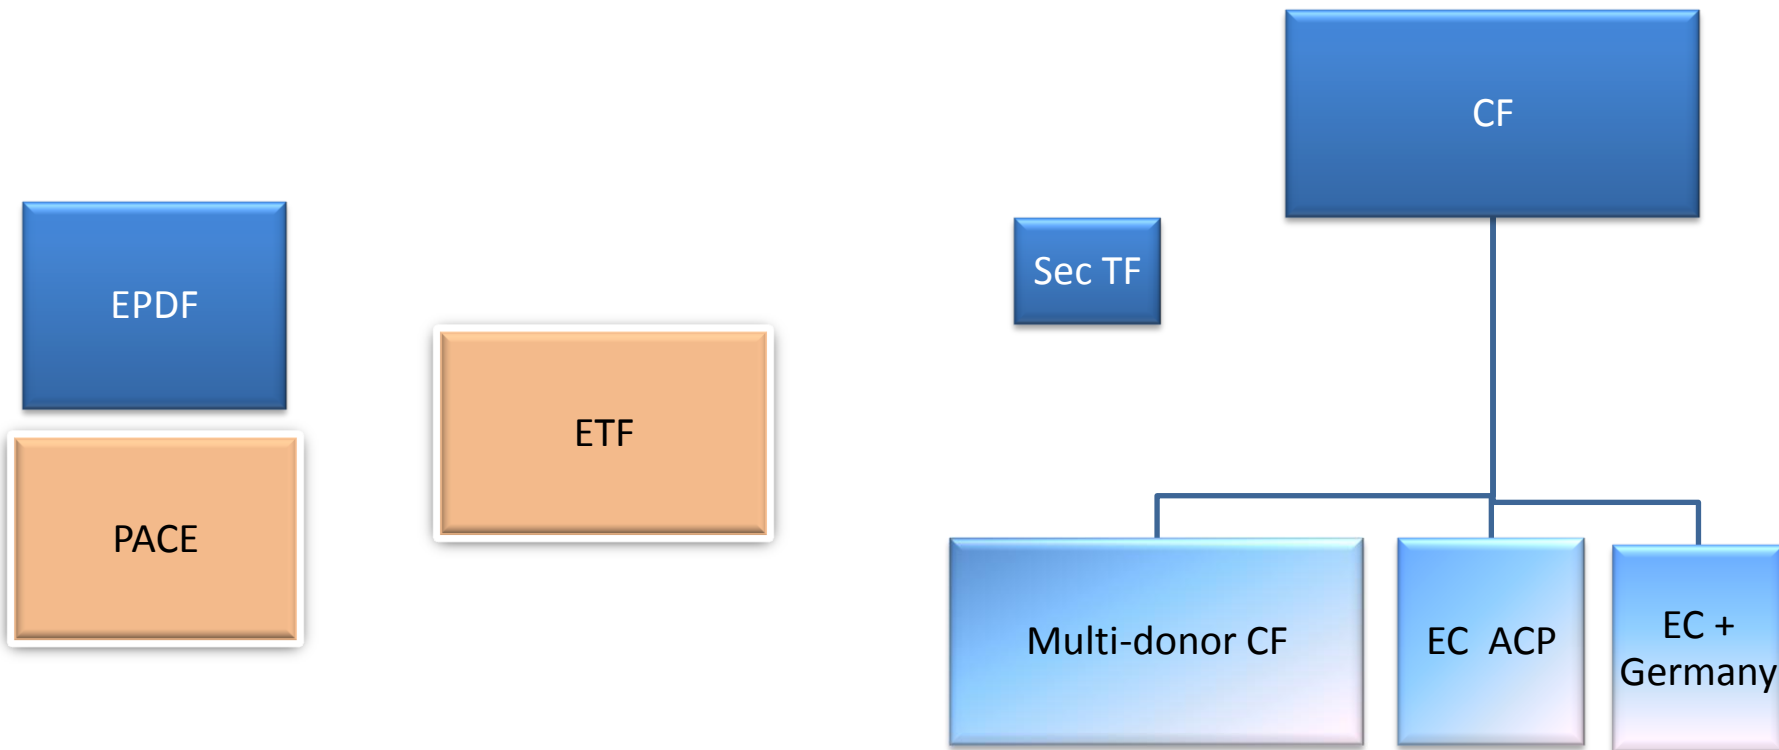 CF
Sec TF
EPDF
ETF
PACE
Multi-donor CF
EC  ACP
EC +
Germany